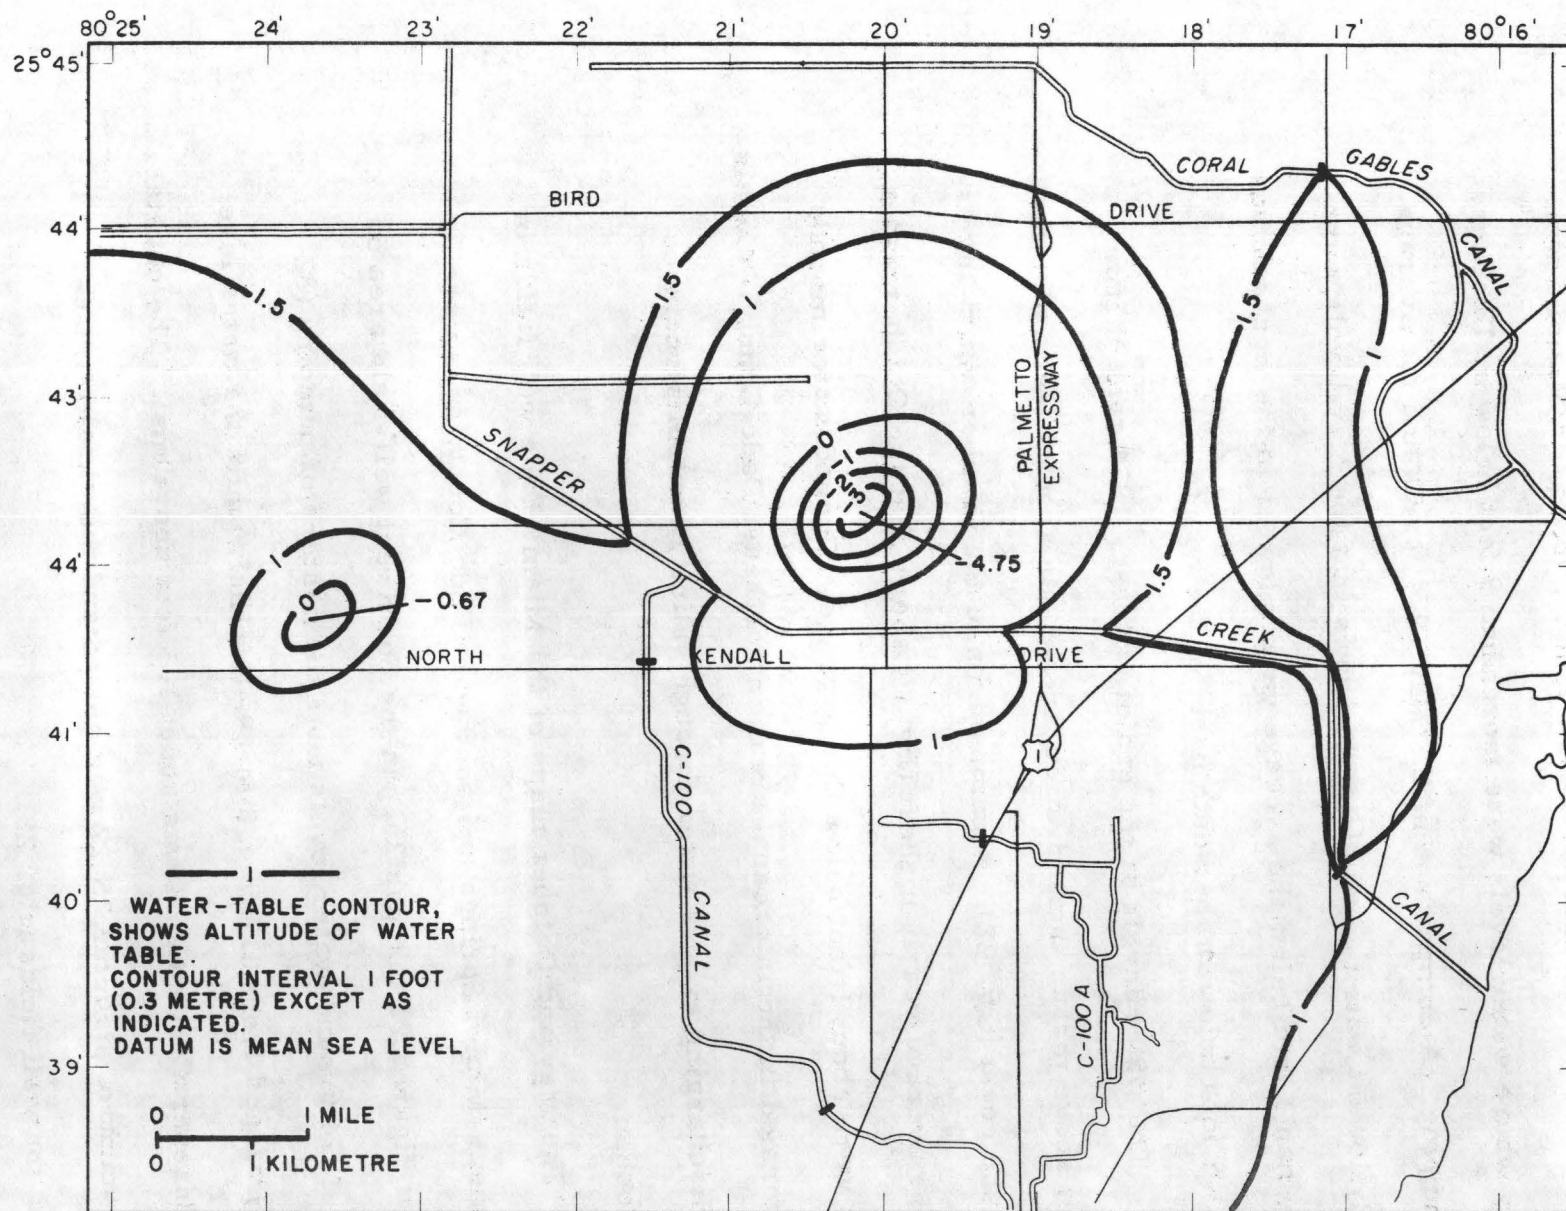 80°25' 24' 23' 22' 21' 20' 19' 18' 17' 80°16'
25°45'
CORAL GABLES
CANAL
BIRD DRIVE
44'
1.5
1.5
1
1.5
1
PALMETTO
EXPRESSWAY
43'
SNAPPER
0
-1
-2
-3
-4.75
44'
1
0
-0.67
1.5
CREEK
NORTH KENDALL DRIVE
41'
1
1
C-100
CANAL
40'
CANAL
1
C-100 A
39'
1
WATER-TABLE CONTOUR,
SHOWS ALTITUDE OF WATER
TABLE.
CONTOUR INTERVAL 1 FOOT
(0.3 METRE) EXCEPT AS
INDICATED.
DATUM IS MEAN SEA LEVEL
0 1 MILE
0 1 KILOMETRE